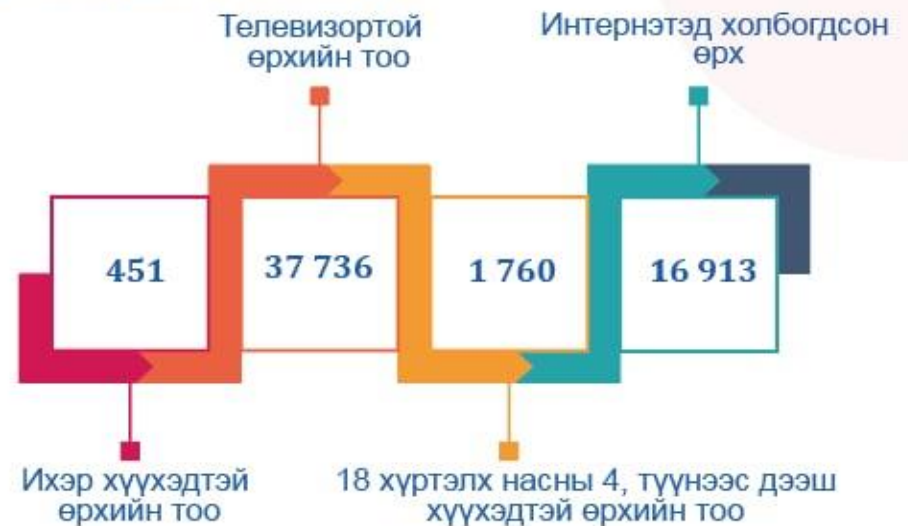 Телевизортой
өрхийн тоо
Интернэтэд холбогдсон
өрх
451
37 736
1 760
16 913
Ихэр хүүхэдтэй
өрхийн тоо
18 хүртэлх насны 4, түүнээс дээш
хүүхэдтэй өрхийн тоо